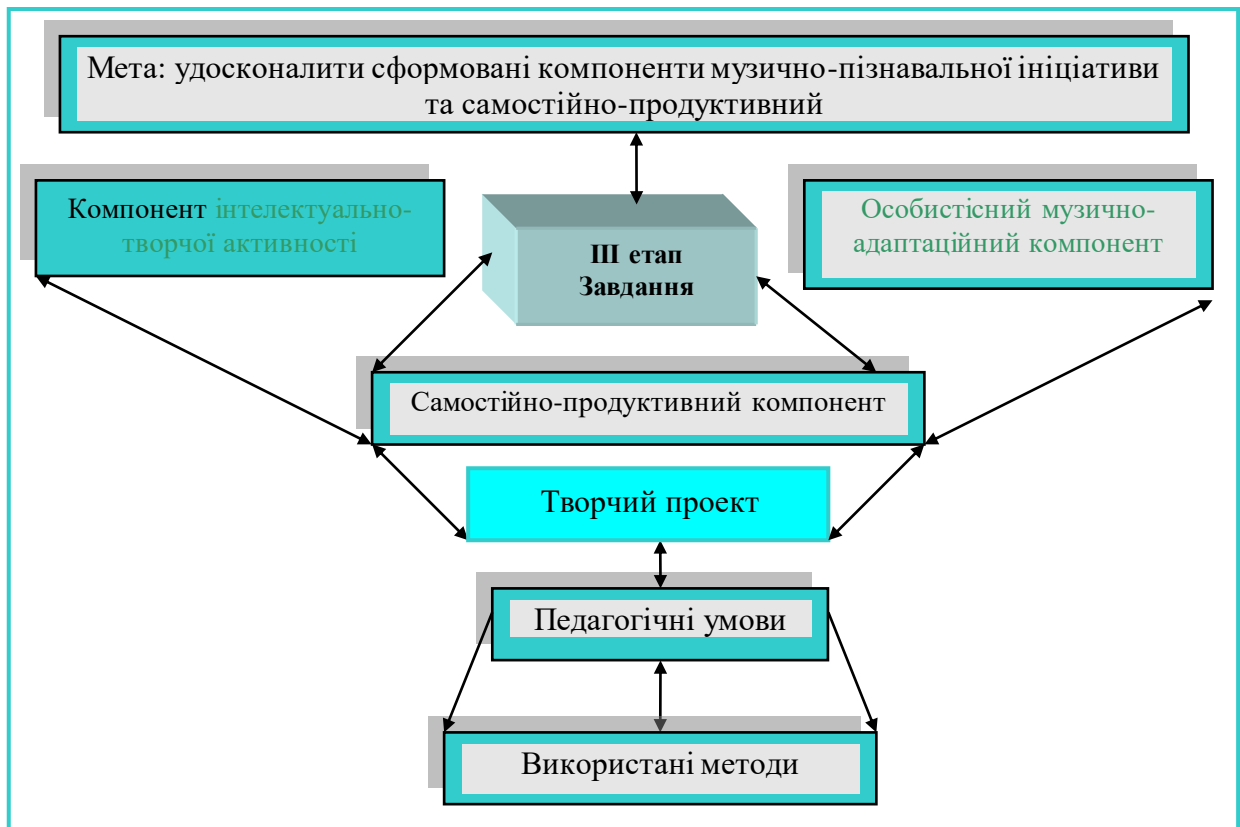 Мета: удосконалити сформовані компоненти музично-пізнавальної ініціативи
та самостійно-продуктивний
Компонент інтелектуально-
творчої активності
ІІІ етап
Завдання
Особистісний музично-
адаптаційний компонент
Самостійно-продуктивний компонент
Творчий проект
Педагогічні умови
Використані методи